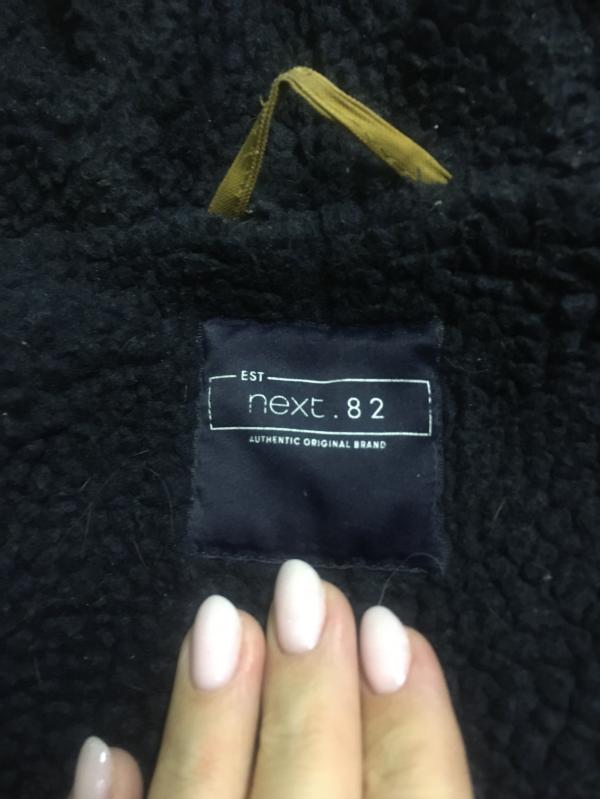 EST
next.82
AUTHENTIC ORIGINAL BRAND